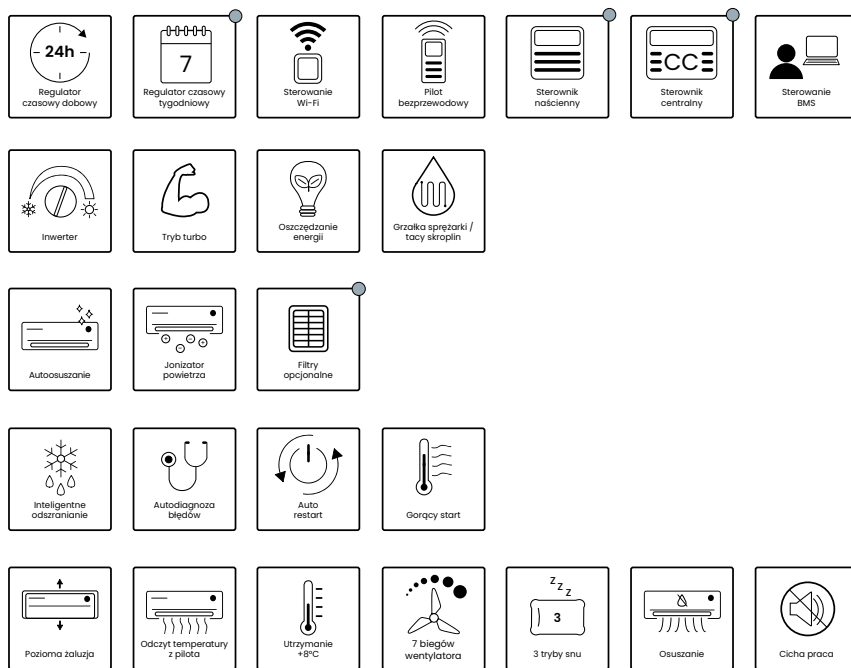 24h
Regulator
czasowy dobowy
7
Regulator czasowy
tygodniowy
Sterowanie
Wi-Fi
Pilot
bezprzewodowy
Sterownik
naścienny
CC
Sterownik
centralny
Sterowanie
BMS
Inwerter
Tryb turbo
Oszczędzanie
energii
Grzałka sprężarki /
tacy skroplin
Autoosuszanie
Jonizator
powietrza
Filtry
opcjonalne
Inteligentne
odszranianie
Autodiagnoza
błędów
Auto
restart
Gorący start
Pozioma żaluzja
Odczyt temperatury
z pilota
Utrzymanie
+8°C
7 biegów
wentylatora
z z z
3
3 tryby snu
Osuszanie
Cicha praca